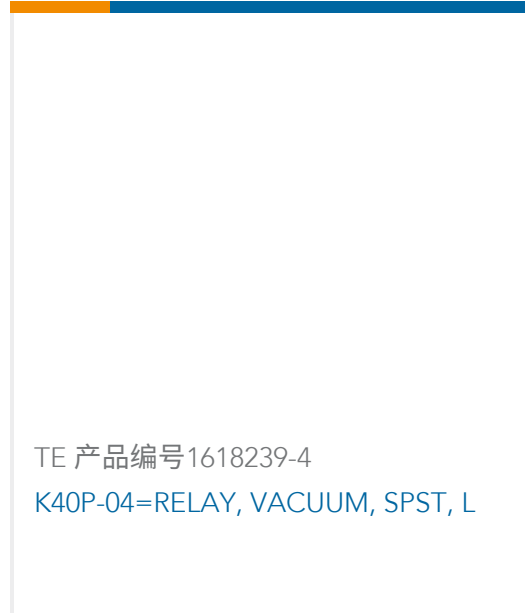 TE 产品编号1618239-4
K40P-04=RELAY, VACUUM, SPST, L